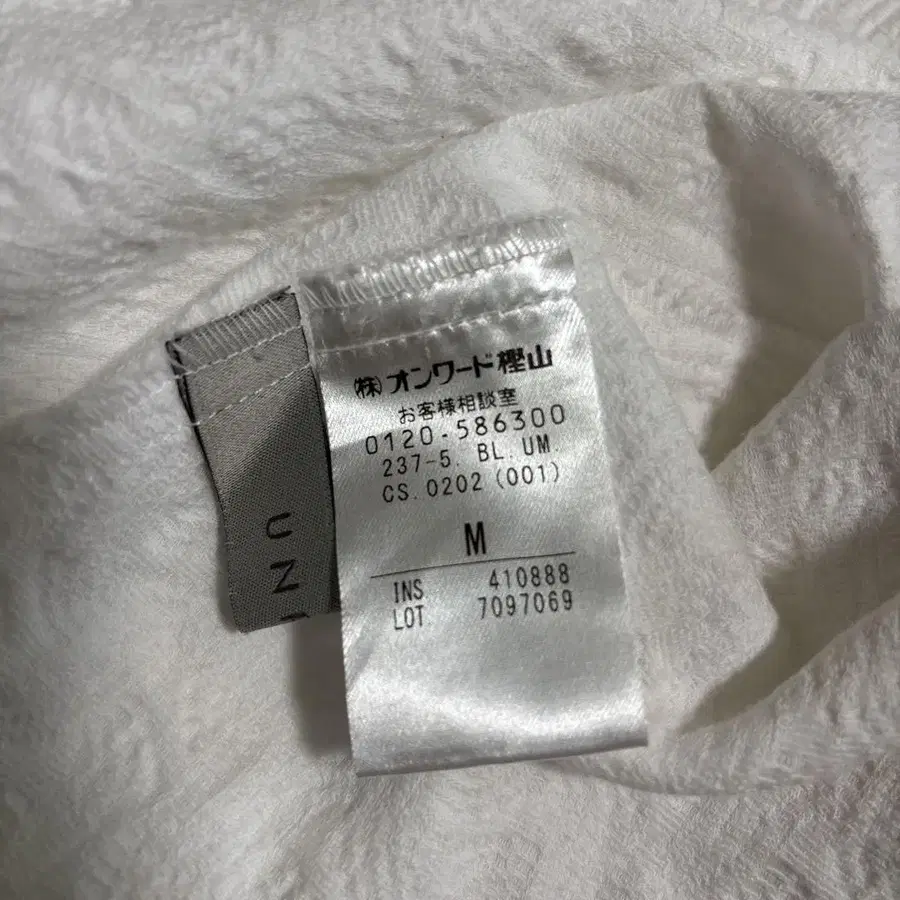 ㈱オンワード樫山
お客様相談室
0120-586300
237-5. BL. UM.
CS. 0202 (001)
M
INS 410888
LOT 7097069
U N